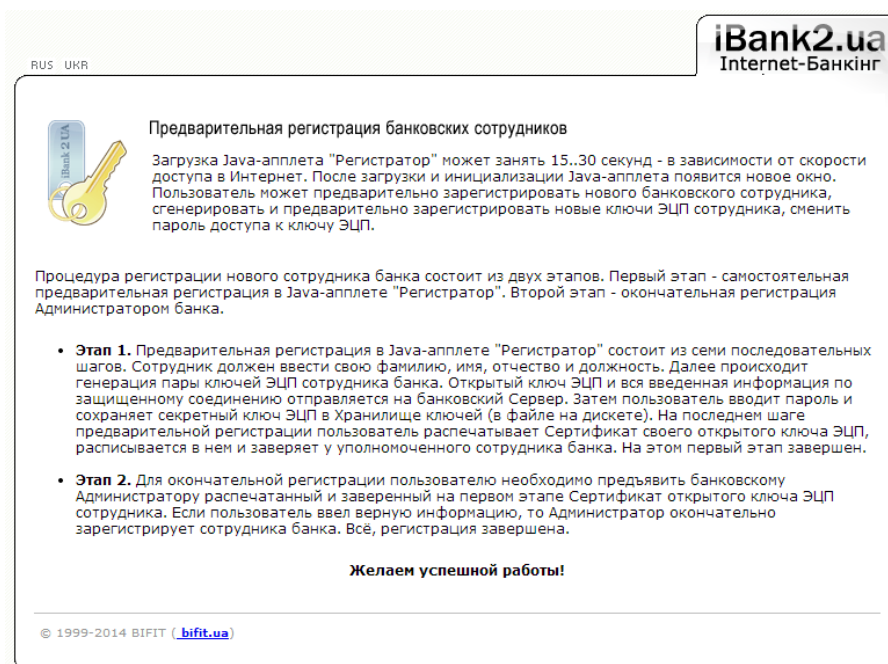 iBank2.ua
Internet-Банкінг
RUS UKR
iBank 2 UA
Предварительная регистрация банковских сотрудников
Загрузка Java-апплета "Регистратор" может занять 15..30 секунд - в зависимости от скорости
доступа в Интернет. После загрузки и инициализации Java-апплета появится новое окно.
Пользователь может предварительно зарегистрировать нового банковского сотрудника,
сгенерировать и предварительно зарегистрировать новые ключи ЭЦП сотрудника, сменить
пароль доступа к ключу ЭЦП.
Процедура регистрации нового сотрудника банка состоит из двух этапов. Первый этап - самостоятельная
предварительная регистрация в Java-апплете "Регистратор". Второй этап - окончательная регистрация
Администратором банка.
• Этап 1. Предварительная регистрация в Java-апплете "Регистратор" состоит из семи последовательных
шагов. Сотрудник должен ввести свою фамилию, имя, отчество и должность. Далее происходит
генерация пары ключей ЭЦП сотрудника банка. Открытый ключ ЭЦП и вся введенная информация по
защищенному соединению отправляется на банковский Сервер. Затем пользователь вводит пароль и
сохраняет секретный ключ ЭЦП в Хранилище ключей (в файле на дискете). На последнем шаге
предварительной регистрации пользователь распечатывает Сертификат своего открытого ключа ЭЦП,
расписывается в нем и заверяет у уполномоченного сотрудника банка. На этом первый этап завершен.
• Этап 2. Для окончательной регистрации пользователю необходимо предъявить банковскому
Администратору распечатанный и заверенный на первом этапе Сертификат открытого ключа ЭЦП
сотрудника. Если пользователь ввел верную информацию, то Администратор окончательно
зарегистрирует сотрудника банка. Всё, регистрация завершена.
Желаем успешной работы!
© 1999-2014 BIFIT ( bifit.ua)